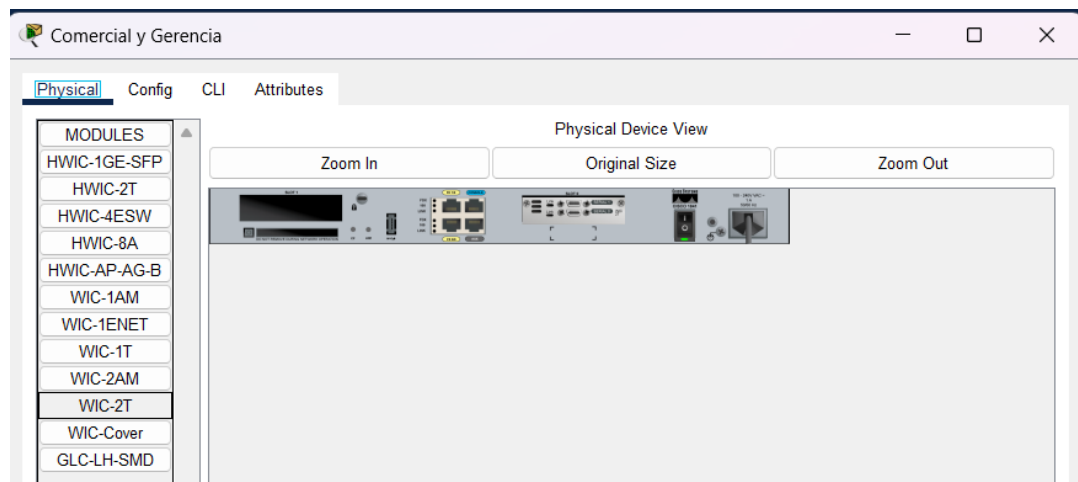 Comercial y Gerencia
Physical Config CLI Attributes
MODULES
HWIC-1GE-SFP
HWIC-2T
HWIC-4ESW
HWIC-8A
HWIC-AP-AG-B
WIC-1AM
WIC-1ENET
WIC-1T
WIC-2AM
WIC-2T
WIC-Cover
GLC-LH-SMD
Physical Device View
Zoom In Original Size Zoom Out